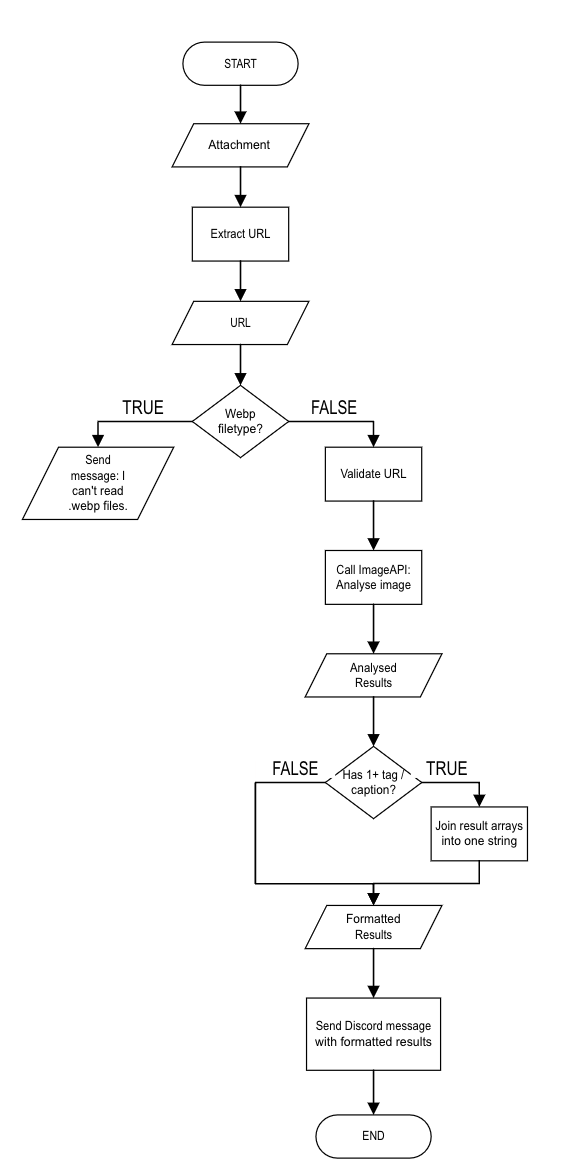 START
Attachment
Extract URL
URL
Webp
filetype?
TRUE
FALSE
Send
message: I
can't read
.webp files.
Validate URL
Call ImageAPI:
Analyse image
Analysed
Results
Has 1+ tag /
caption?
FALSE
TRUE
Join result arrays
into one string
Formatted
Results
Send Discord message
with formatted results
END